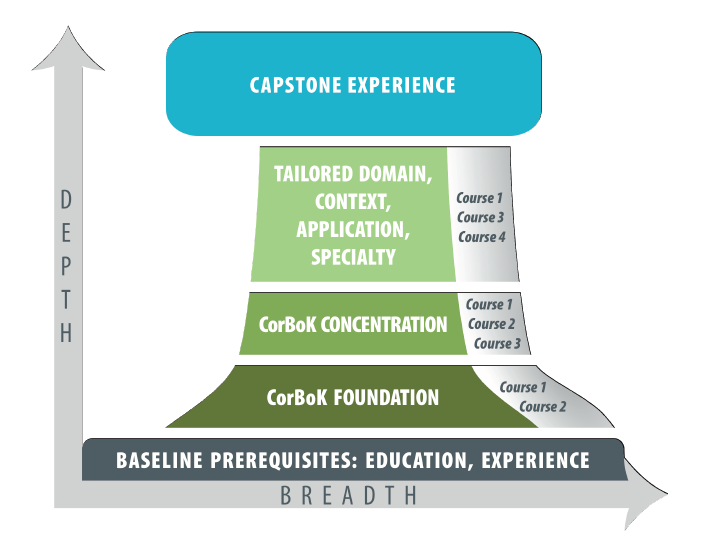 CAPSTONE EXPERIENCE
DEPTH
TAILORED DOMAIN,
CONTEXT,
APPLICATION,
SPECIALTY
Course 1
Course 3
Course 4
CorBoK CONCENTRATION
Course 1
Course 2
Course 3
CorBoK FOUNDATION
Course 1
Course 2
BASELINE PREREQUISITES: EDUCATION, EXPERIENCE
BREADTH